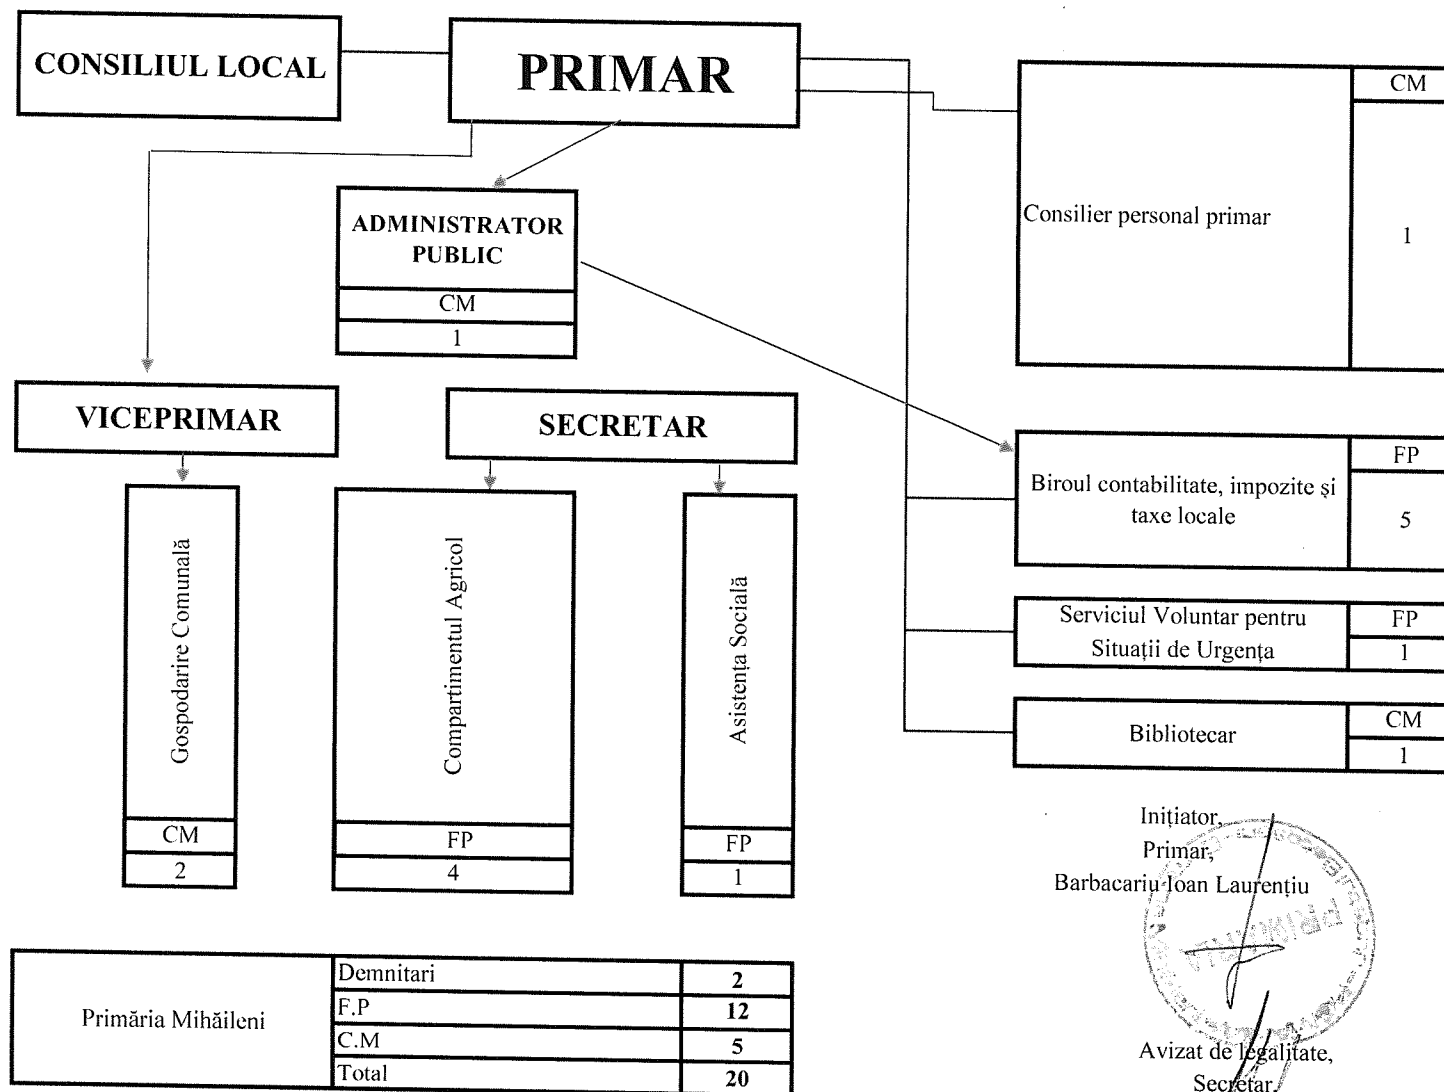 CONSILIUL LOCAL
PRIMAR
CM
Consilier personal primar
1
ADMINISTRATOR
PUBLIC
CM
1
VICEPRIMAR
SECRETAR
FP
Biroul contabilitate, impozite și
taxe locale
5
Gospodarire Comunală
CM
2
Compartimentul Agricol
FP
4
Asistența Socială
FP
1
Serviciul Voluntar pentru
Situații de Urgența
FP
1
Bibliotecar
CM
1
Inițiator,
Primar,
Barbacariu Ioan Laurențiu
PRIMARIA
Primăria Mihăileni
Demnitari 2
F.P 12
C.M 5
Total 20
Avizat de legalitate,
Secretar,